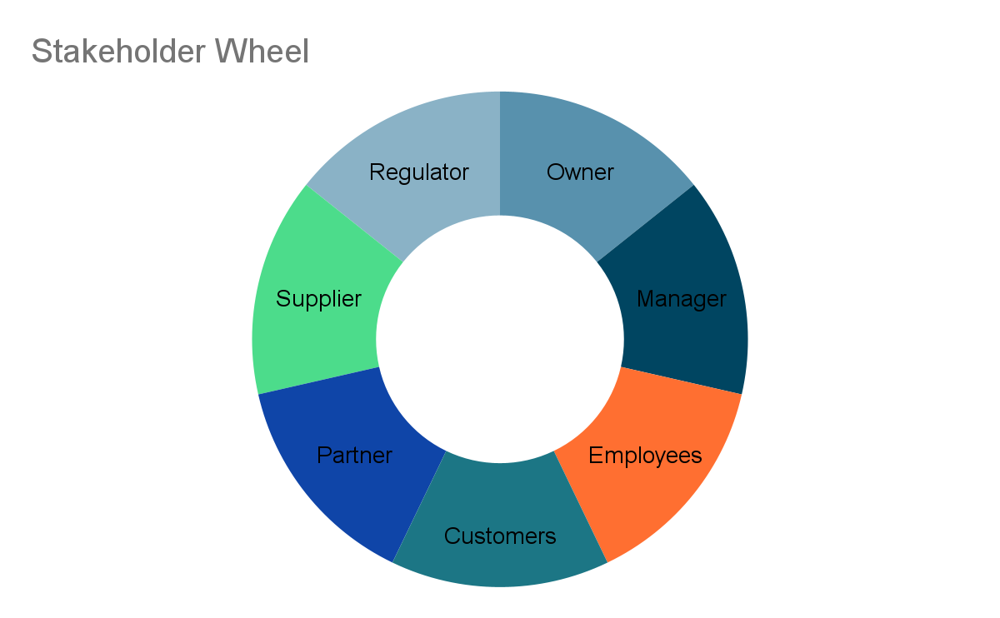 Stakeholder Wheel
Regulator
Owner
Supplier
Manager
Partner
Employees
Customers